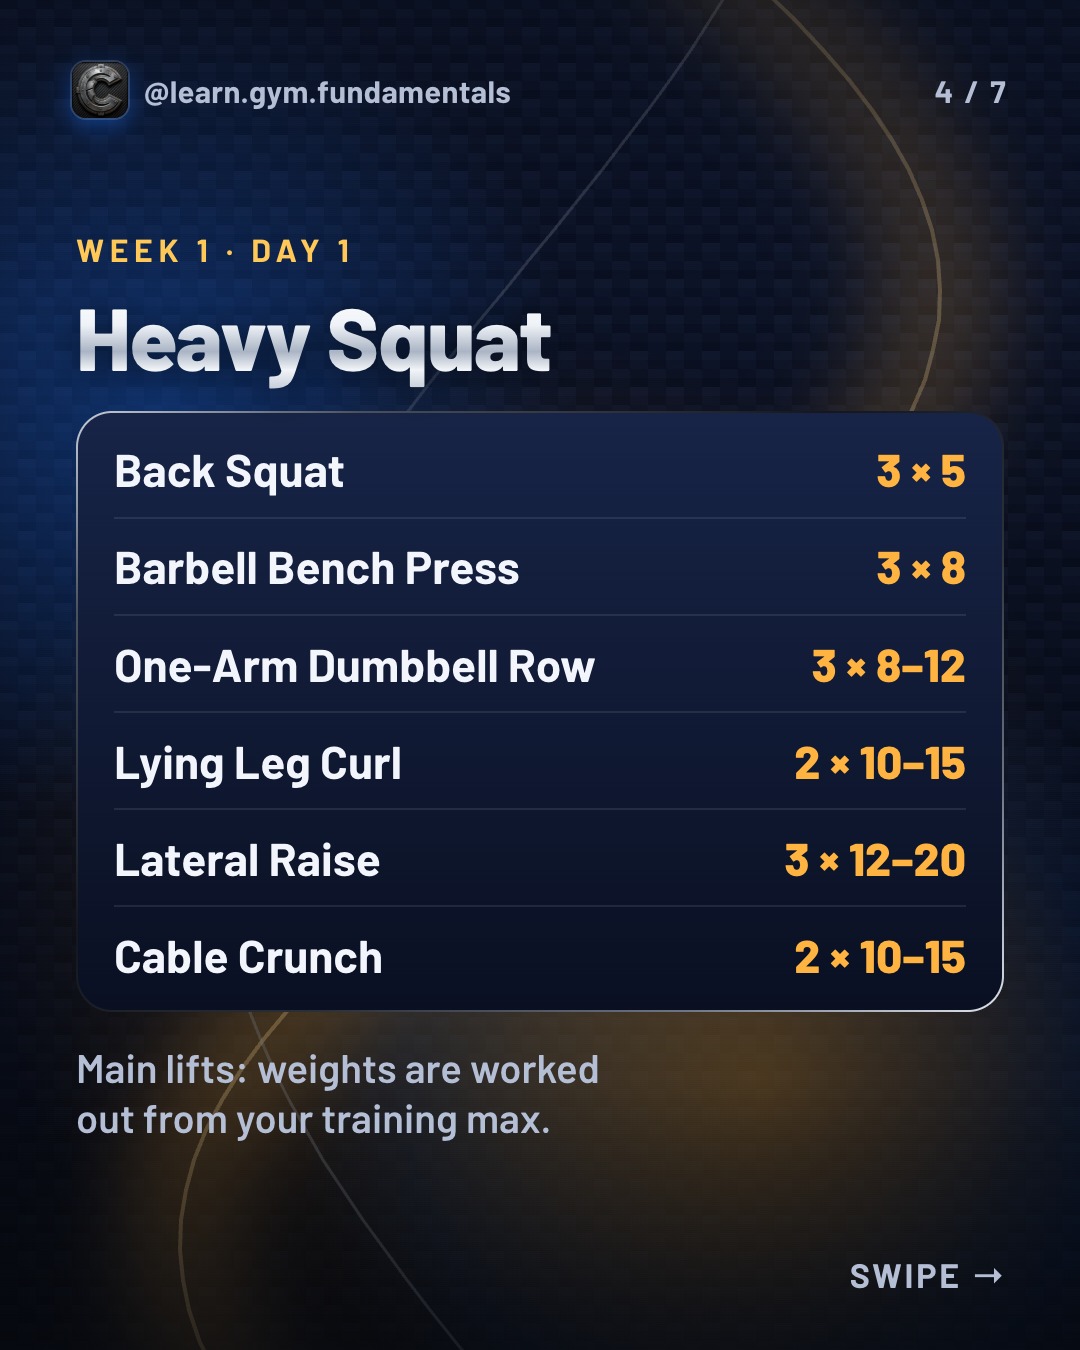 @learn.gym.fundamentals
4 / 7
WEEK 1 · DAY 1
Heavy Squat
Back Squat 3 × 5
Barbell Bench Press 3 × 8
One-Arm Dumbbell Row 3 × 8–12
Lying Leg Curl 2 × 10–15
Lateral Raise 3 × 12–20
Cable Crunch 2 × 10–15
Main lifts: weights are worked
out from your training max.
SWIPE →